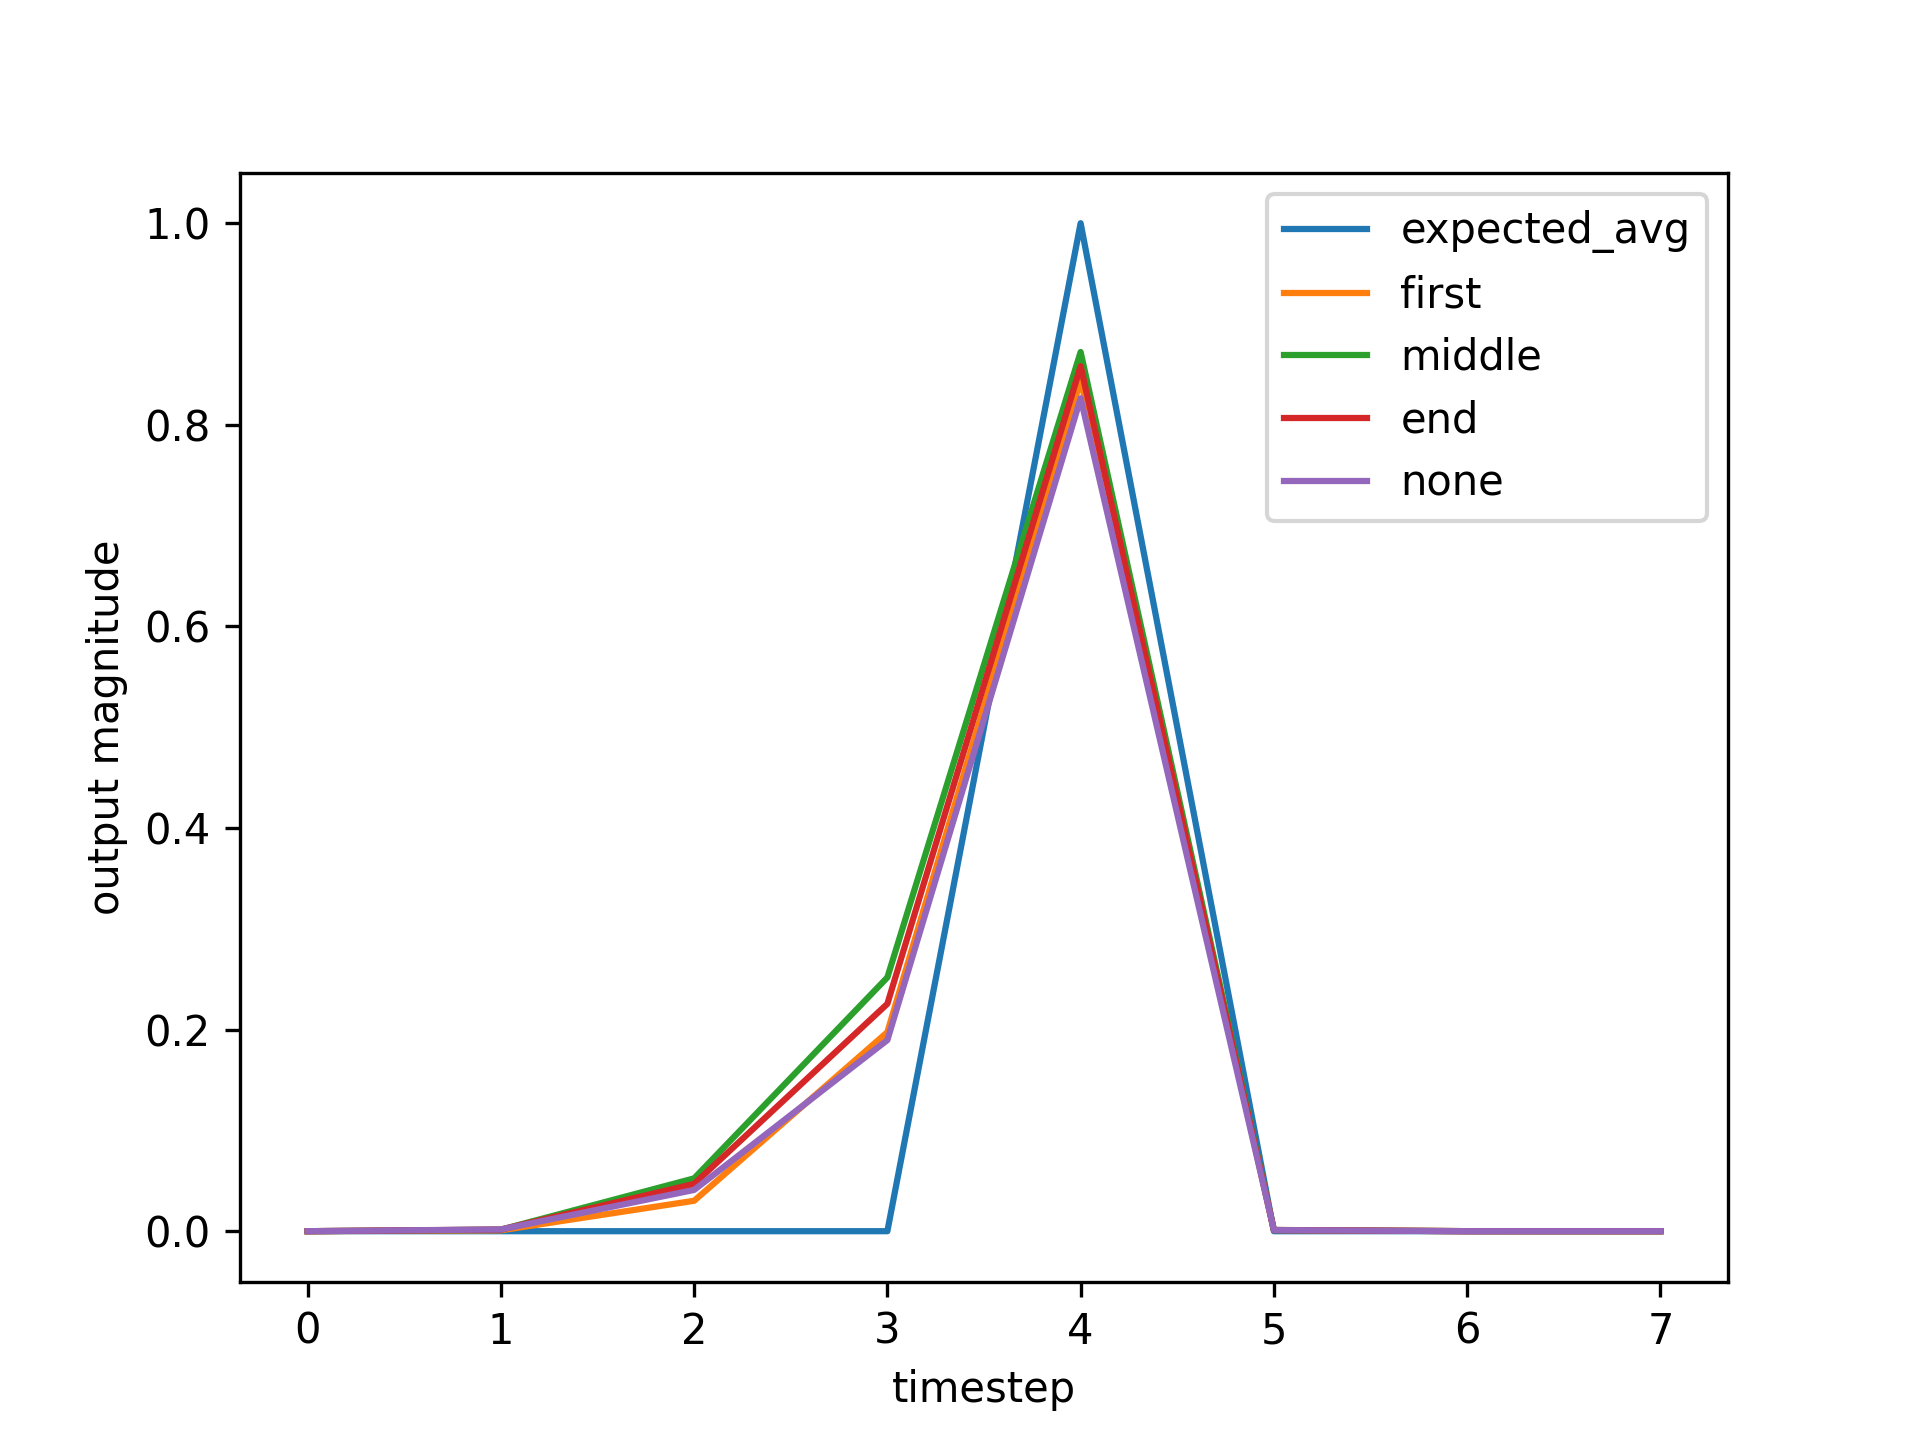 expected_avg
first
middle
end
none
1.0
0.8
0.6
0.4
0.2
0.0
output magnitude
0 1 2 3 4 5 6 7
timestep